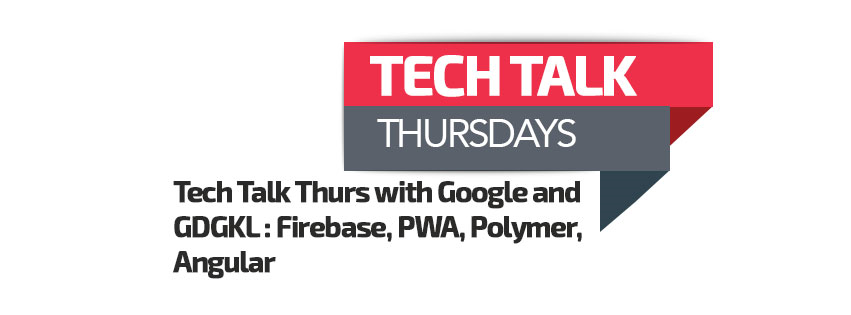 TECH TALK
THURSDAYS
Tech Talk Thurs with Google and
GDGKL : Firebase, PWA, Polymer,
Angular